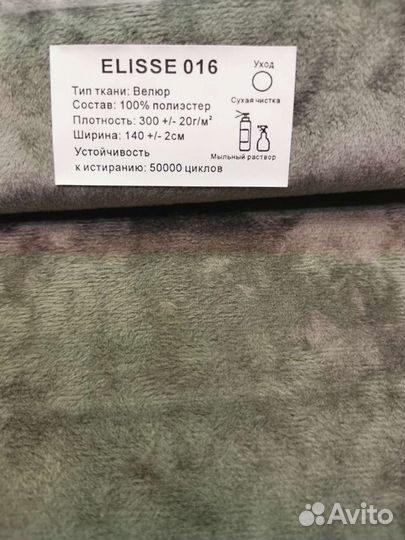 ELISSE 016
Уход
Тип ткани: Велюр
Состав: 100% полиэстер
Сухая чистка
Плотность: 300 +/- 20г/м²
Ширина: 140 +/- 2см
Устойчивость
к истиранию: 50000 циклов
Мыльный раствор
Avito